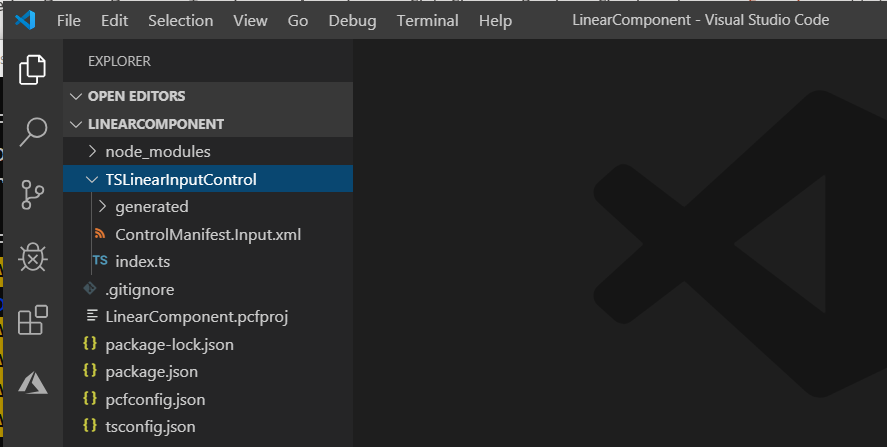 File Edit Selection View Go Debug Terminal Help LinearComponent - Visual Studio Code
EXPLORER
OPEN EDITORS
LINEARCOMPONENT
node_modules
TSLinearInputControl
generated
ControlManifest.Input.xml
TS index.ts
.gitignore
LinearComponent.pcfproj
{} package-lock.json
{} package.json
{} pcfconfig.json
{} tsconfig.json